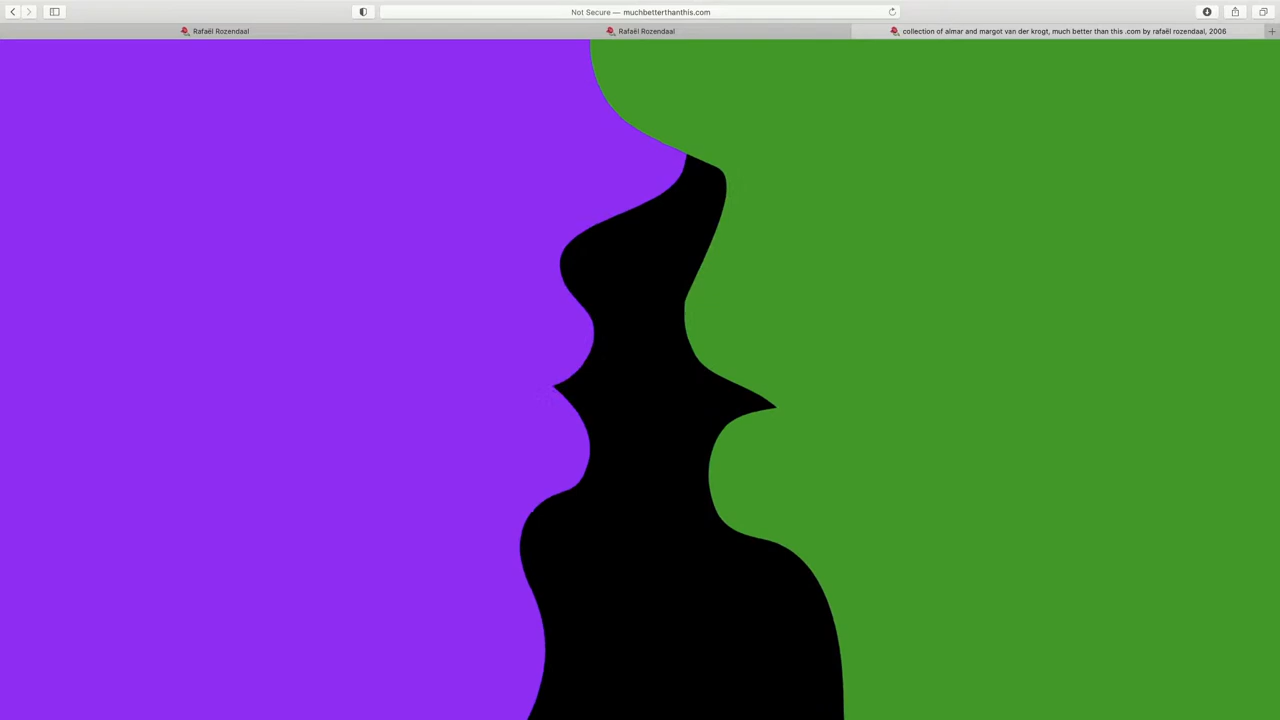 Not Secure — muchbetterthanthis.com
Rafaël Rozendaal
Rafaël Rozendaal
collection of almar and margot van der krogt, much better than this .com by rafaël rozendaal, 2006